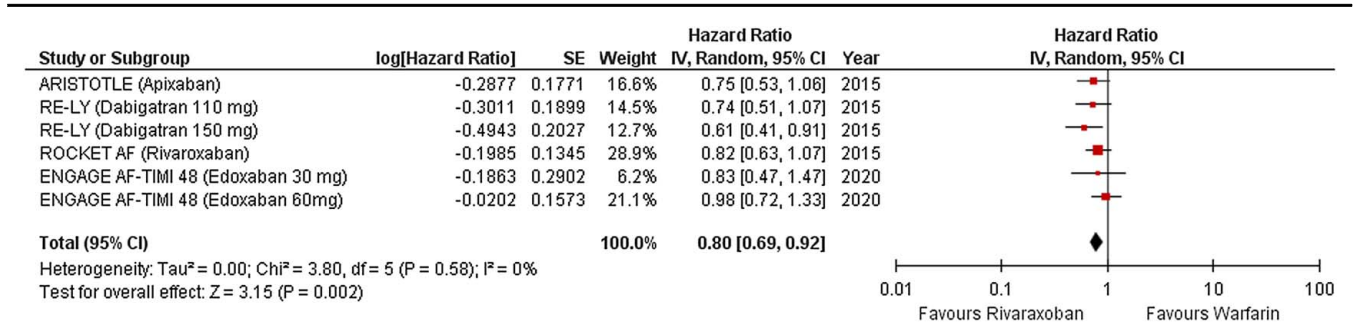 Hazard Ratio Hazard Ratio
Study or Subgroup log[Hazard Ratio] SE Weight IV, Random, 95% CI Year IV, Random, 95% CI
ARISTOTLE (Apixaban) -0.2877 0.1771 16.6% 0.75 [0.53, 1.06] 2015
RE-LY (Dabigatran 110 mg) -0.3011 0.1899 14.5% 0.74 [0.51, 1.07] 2015
RE-LY (Dabigatran 150 mg) -0.4943 0.2027 12.7% 0.61 [0.41, 0.91] 2015
ROCKET AF (Rivaroxaban) -0.1985 0.1345 28.9% 0.82 [0.63, 1.07] 2015
ENGAGE AF-TIMI 48 (Edoxaban 30 mg) -0.1863 0.2902 6.2% 0.83 [0.47, 1.47] 2020
ENGAGE AF-TIMI 48 (Edoxaban 60mg) -0.0202 0.1573 21.1% 0.98 [0.72, 1.33] 2020
Total (95% CI) 100.0% 0.80 [0.69, 0.92]
Heterogeneity: Tau² = 0.00; Chi² = 3.80, df = 5 (P = 0.58); I² = 0%
Test for overall effect: Z = 3.15 (P = 0.002)
0.01 0.1 1 10 100
Favours Rivaraxoban Favours Warfarin